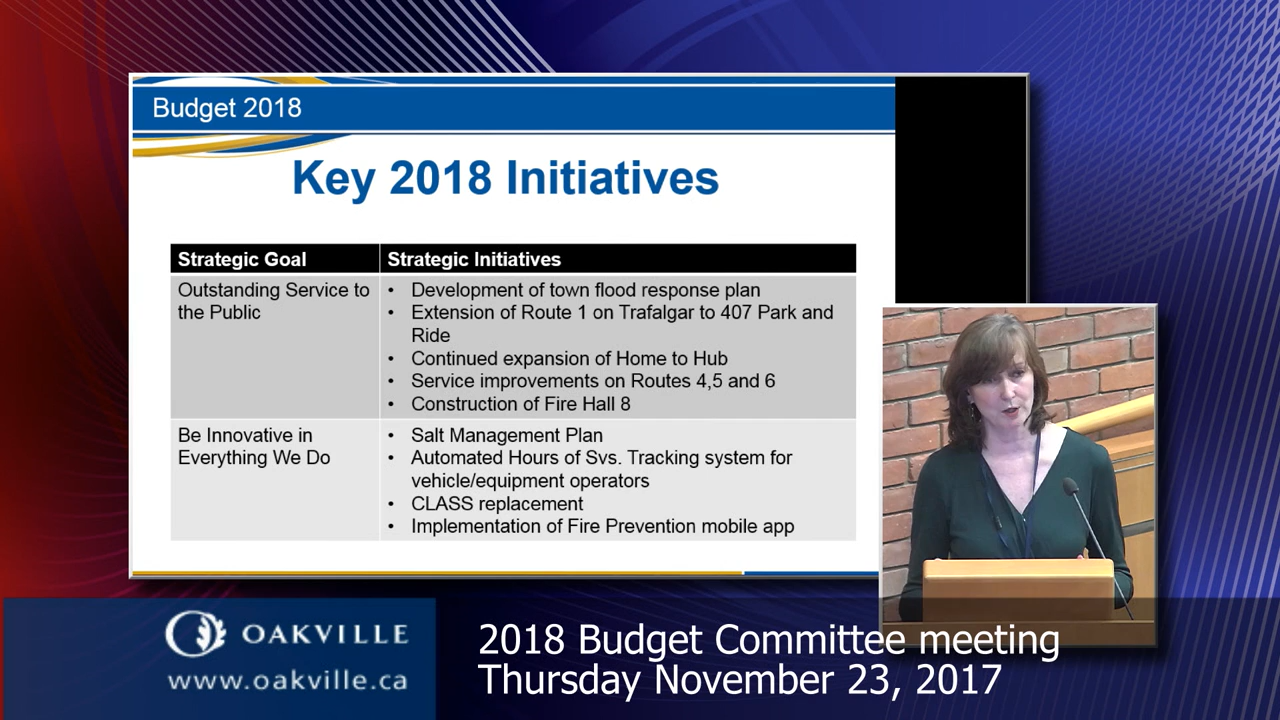 Budget 2018
Key 2018 Initiatives
Strategic Goal
Strategic Initiatives
Outstanding Service to
the Public
• Development of town flood response plan
• Extension of Route 1 on Trafalgar to 407 Park and
Ride
• Continued expansion of Home to Hub
• Service improvements on Routes 4,5 and 6
• Construction of Fire Hall 8
Be Innovative in
Everything We Do
• Salt Management Plan
• Automated Hours of Svs. Tracking system for
vehicle/equipment operators
• CLASS replacement
• Implementation of Fire Prevention mobile app
OAKVILLE
www.oakville.ca
2018 Budget Committee meeting
Thursday November 23, 2017